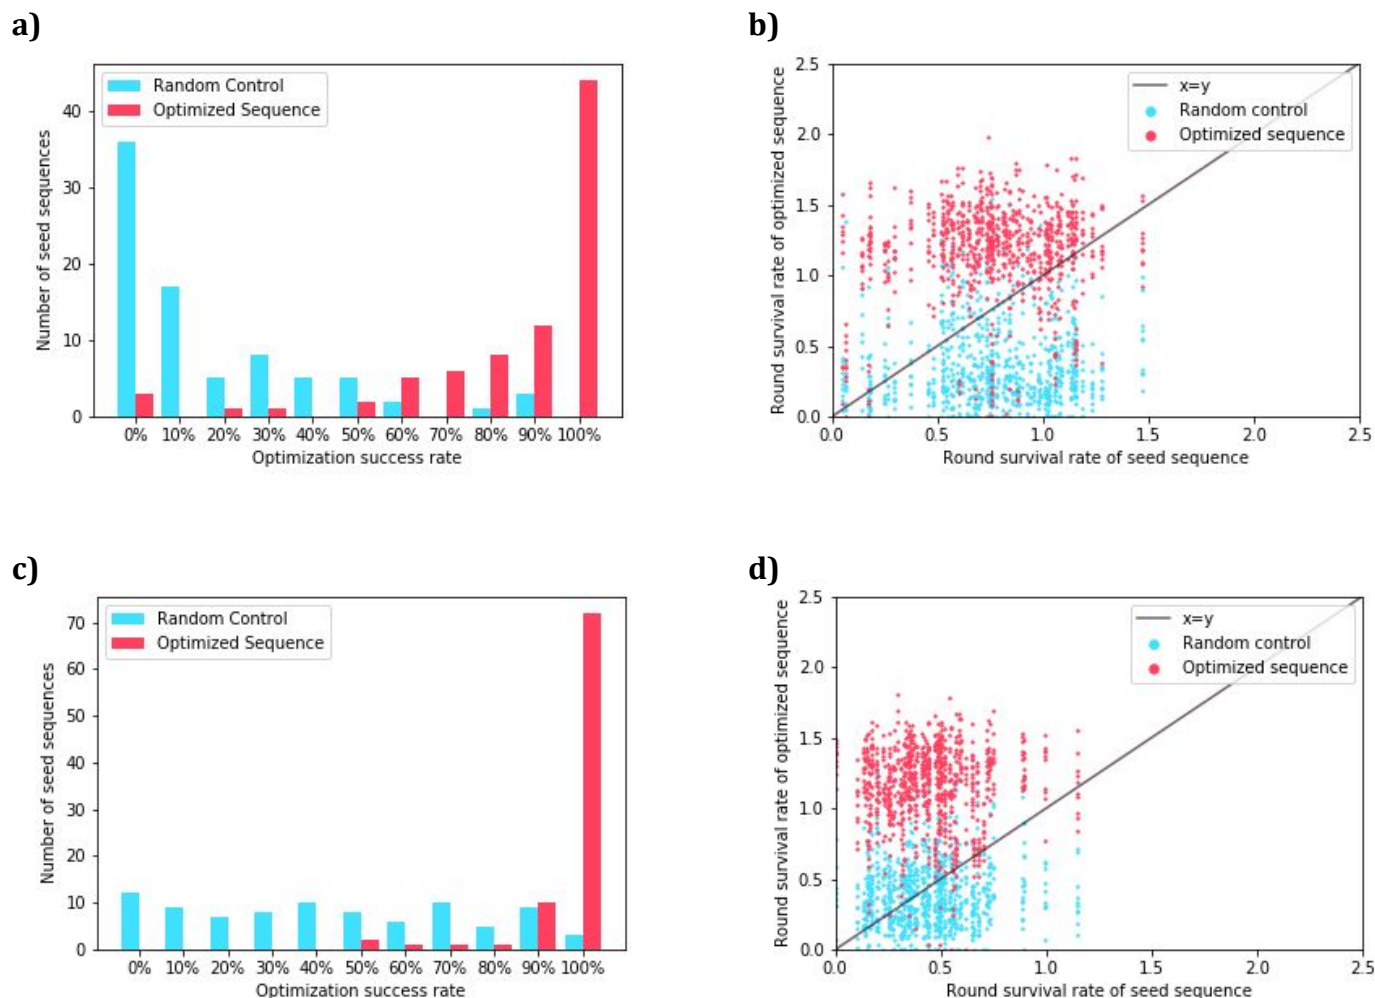 a)
Random Control
Optimized Sequence
Number of seed sequences
40
30
20
10
0
0% 10% 20% 30% 40% 50% 60% 70% 80% 90% 100%
Optimization success rate
b)
x=y
Random control
Optimized sequence
Round survival rate of optimized sequence
2.5
2.0
1.5
1.0
0.5
0.0
0.0 0.5 1.0 1.5 2.0 2.5
Round survival rate of seed sequence
c)
Random Control
Optimized Sequence
Number of seed sequences
70
60
50
40
30
20
10
0
0% 10% 20% 30% 40% 50% 60% 70% 80% 90% 100%
Optimization success rate
d)
x=y
Random control
Optimized sequence
Round survival rate of optimized sequence
2.5
2.0
1.5
1.0
0.5
0.0
0.0 0.5 1.0 1.5 2.0 2.5
Round survival rate of seed sequence